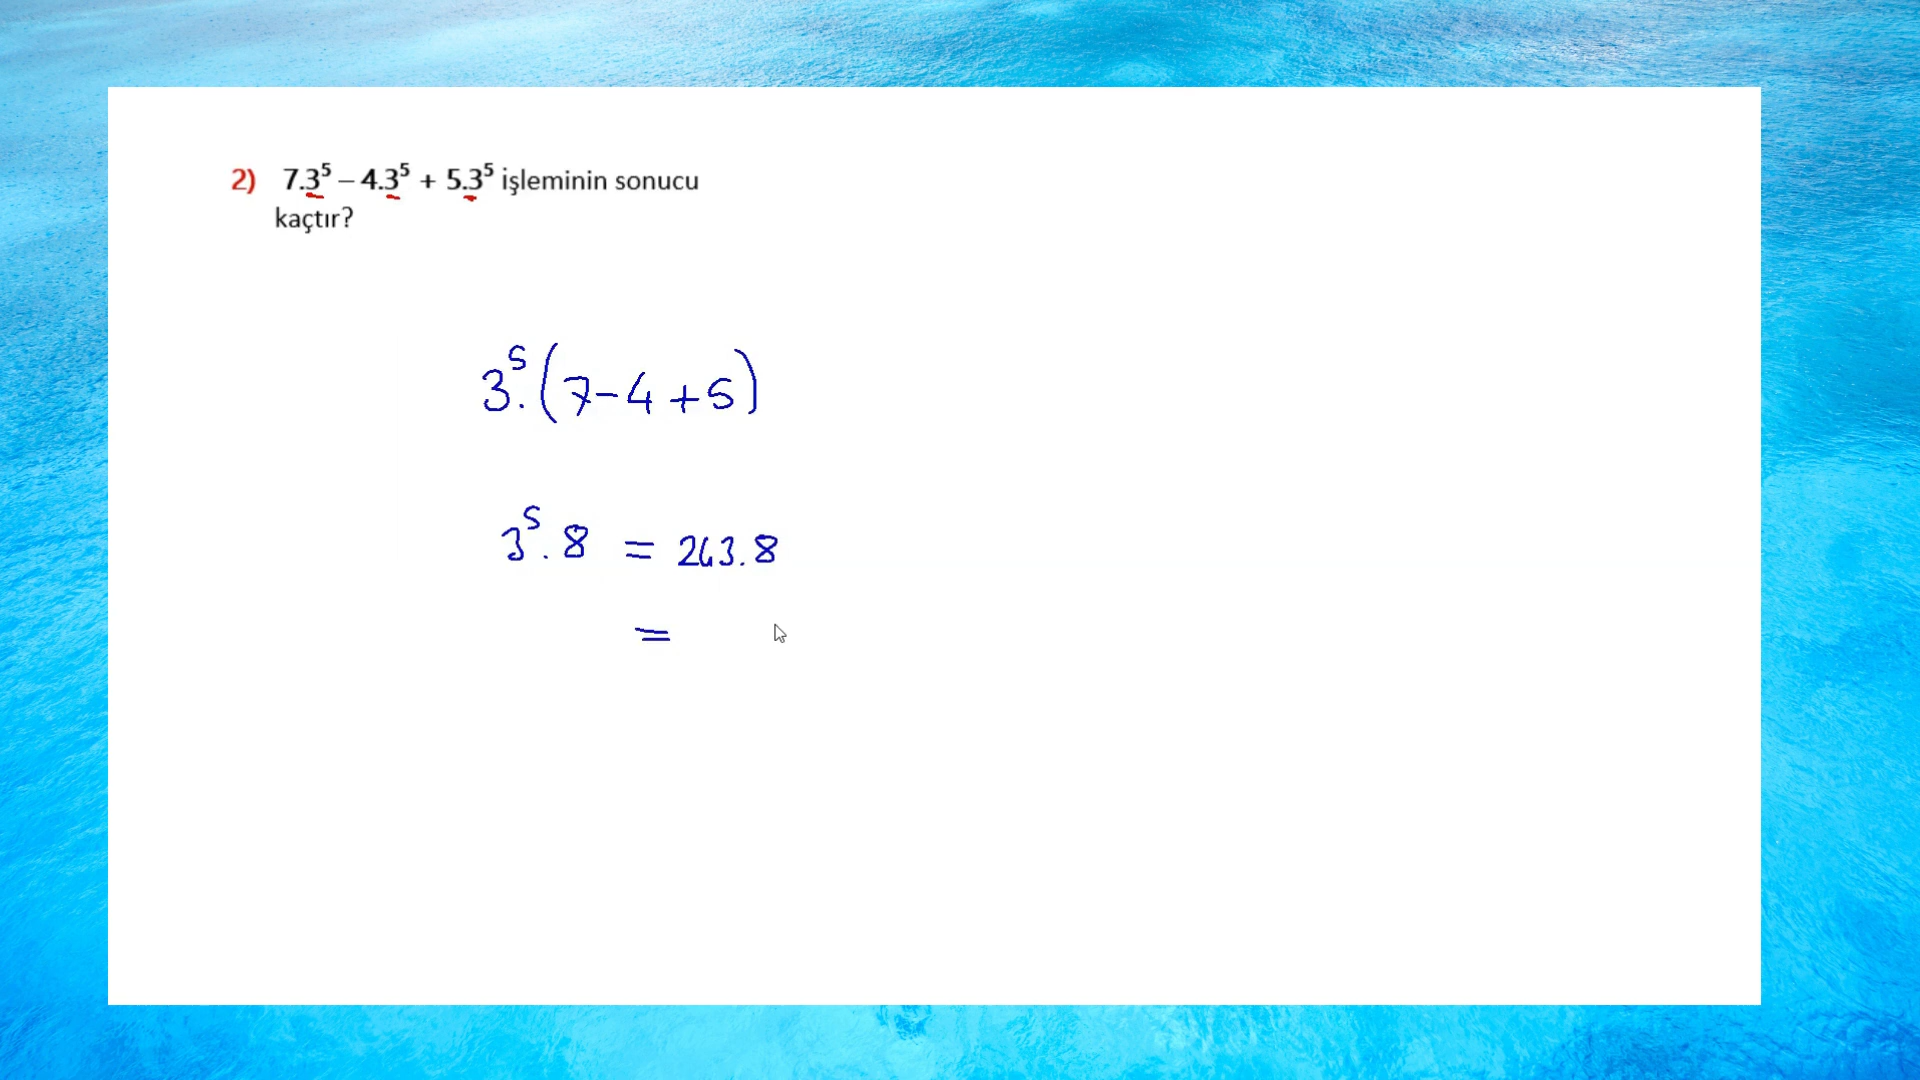 2) 7.3⁵ – 4.3⁵ + 5.3⁵ işleminin sonucu
kaçtır?
3⁵.(7-4+5)
3⁵.8 = 243.8
=